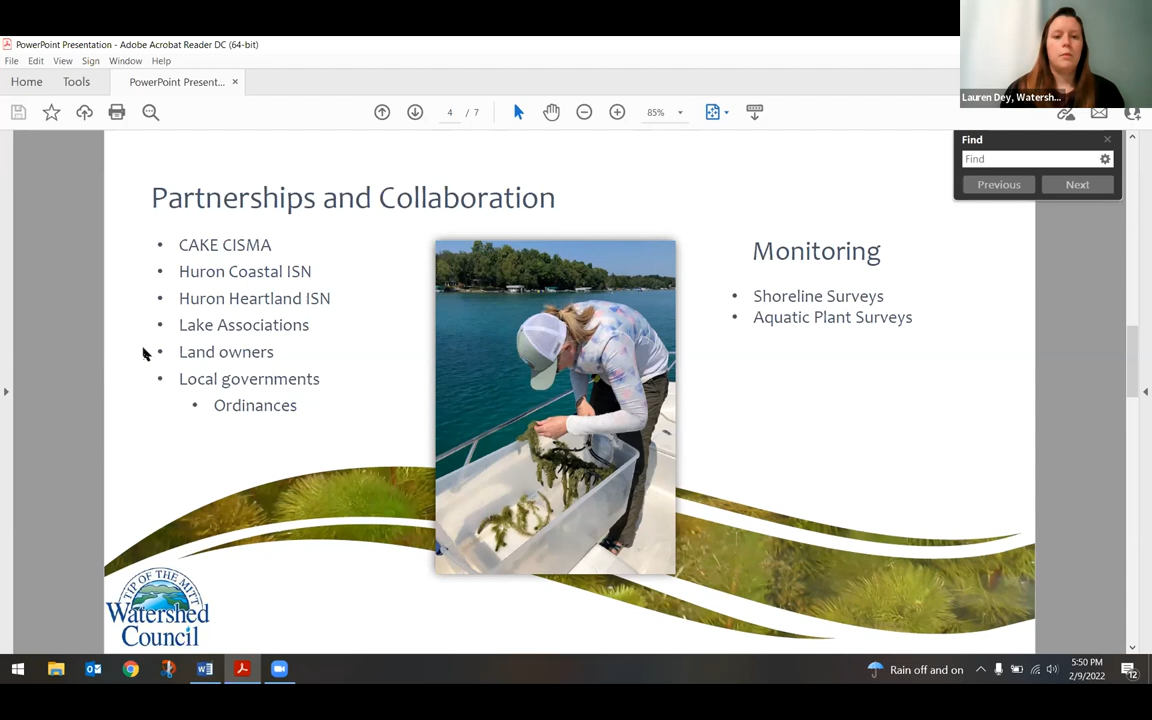 PowerPoint Presentation - Adobe Acrobat Reader DC (64-bit)
File Edit View Sign Window Help
Home Tools PowerPoint Present... ×
4 / 7 85%
Lauren Dey, Watersh...
Find ×
Find
Previous Next
Partnerships and Collaboration
• CAKE CISMA
• Huron Coastal ISN
• Huron Heartland ISN
• Lake Associations
• Land owners
• Local governments
• Ordinances
Monitoring
• Shoreline Surveys
• Aquatic Plant Surveys
TIP OF THE MITT
Watershed
Council
Rain off and on
5:50 PM
2/9/2022
12